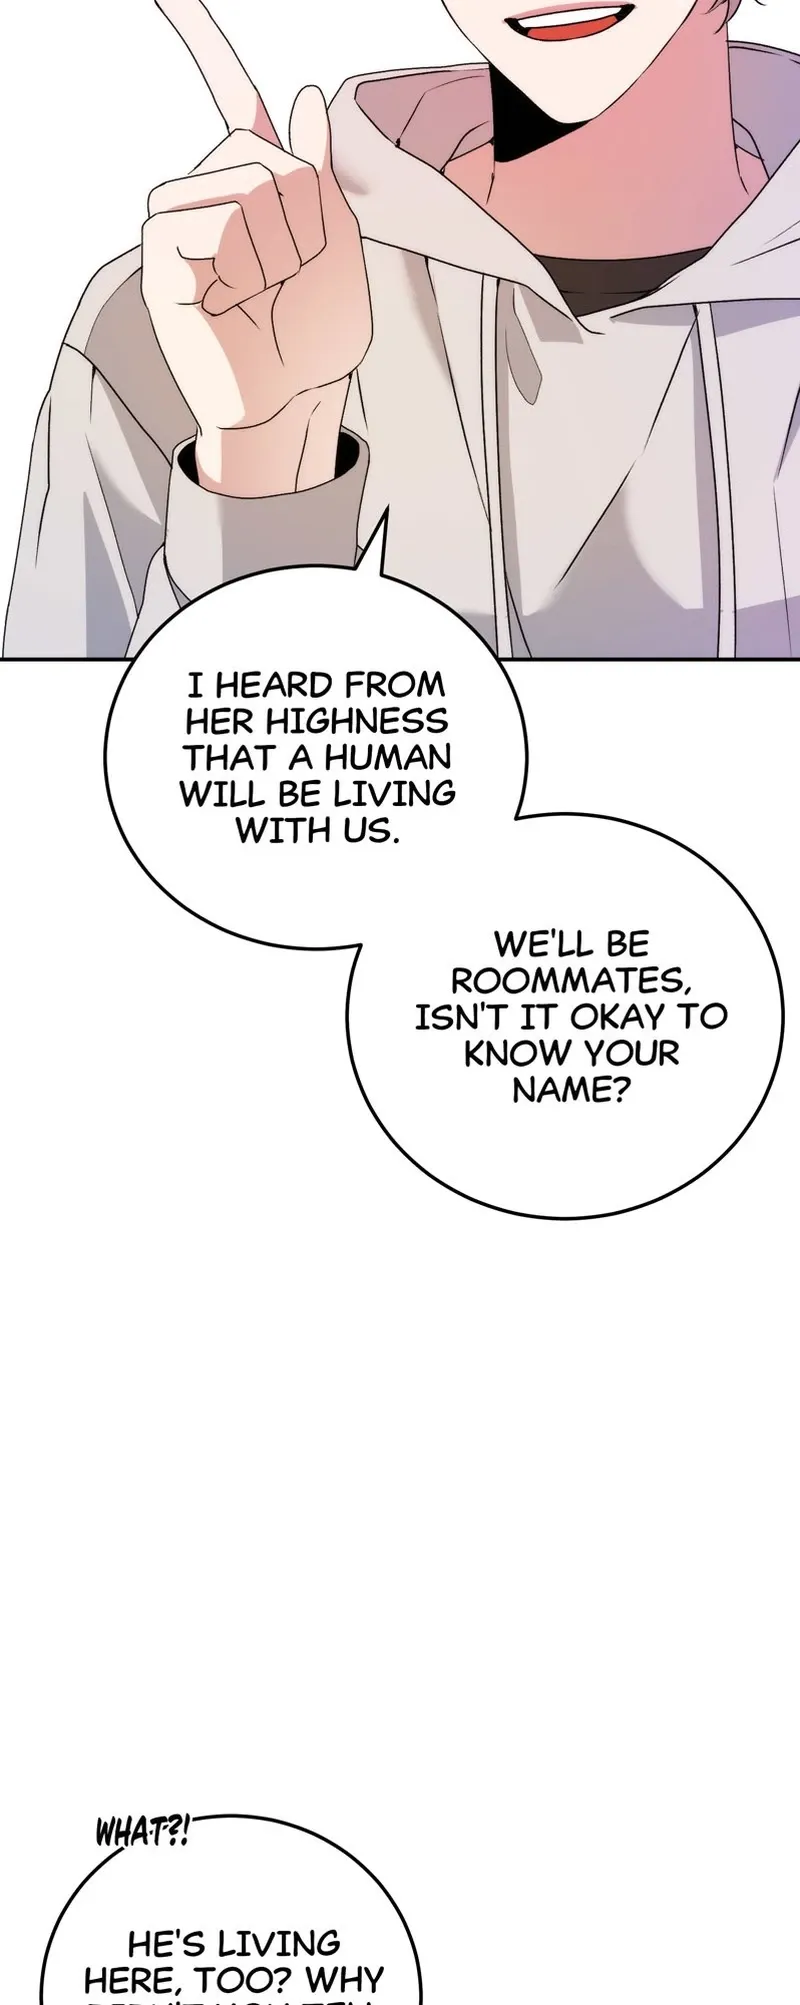 I HEARD FROM
HER HIGHNESS
THAT A HUMAN
WILL BE LIVING
WITH US.
WE'LL BE
ROOMMATES,
ISN'T IT OKAY TO
KNOW YOUR
NAME?
WHAT?!
HE'S LIVING
HERE, TOO? WHY